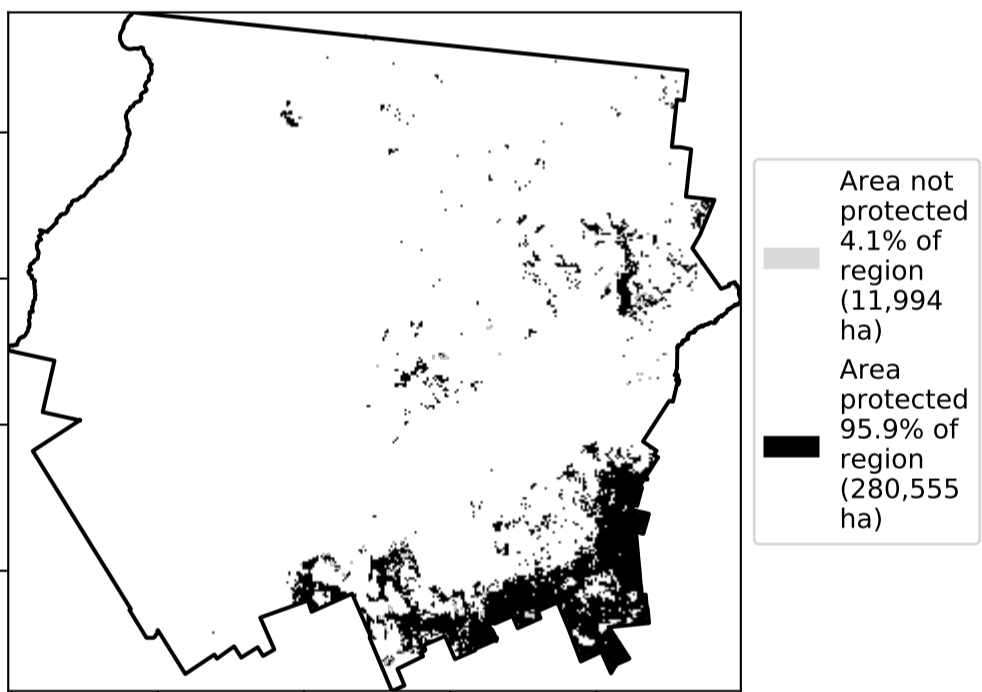 Area not
protected
4.1% of
region
(11,994
ha)
Area
protected
95.9% of
region
(280,555
ha)